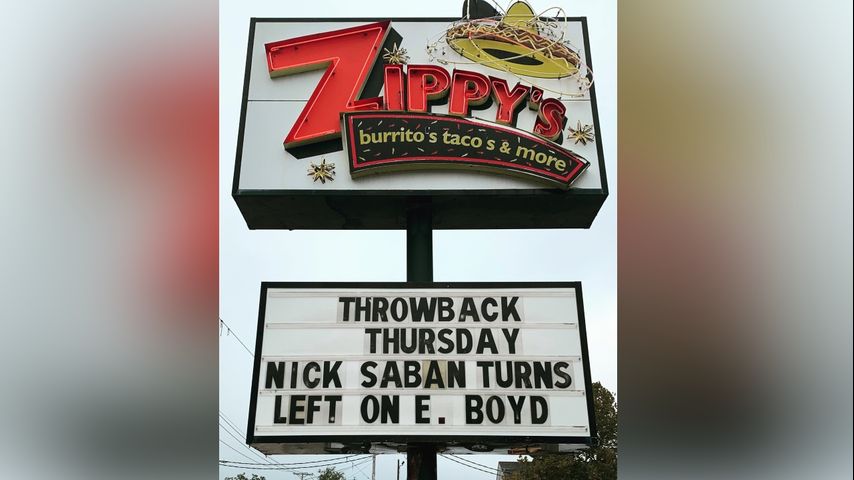 Zippy's
burrito's taco's & more
THROWBACK
THURSDAY
NICK SABAN TURNS
LEFT ON E. BOYD